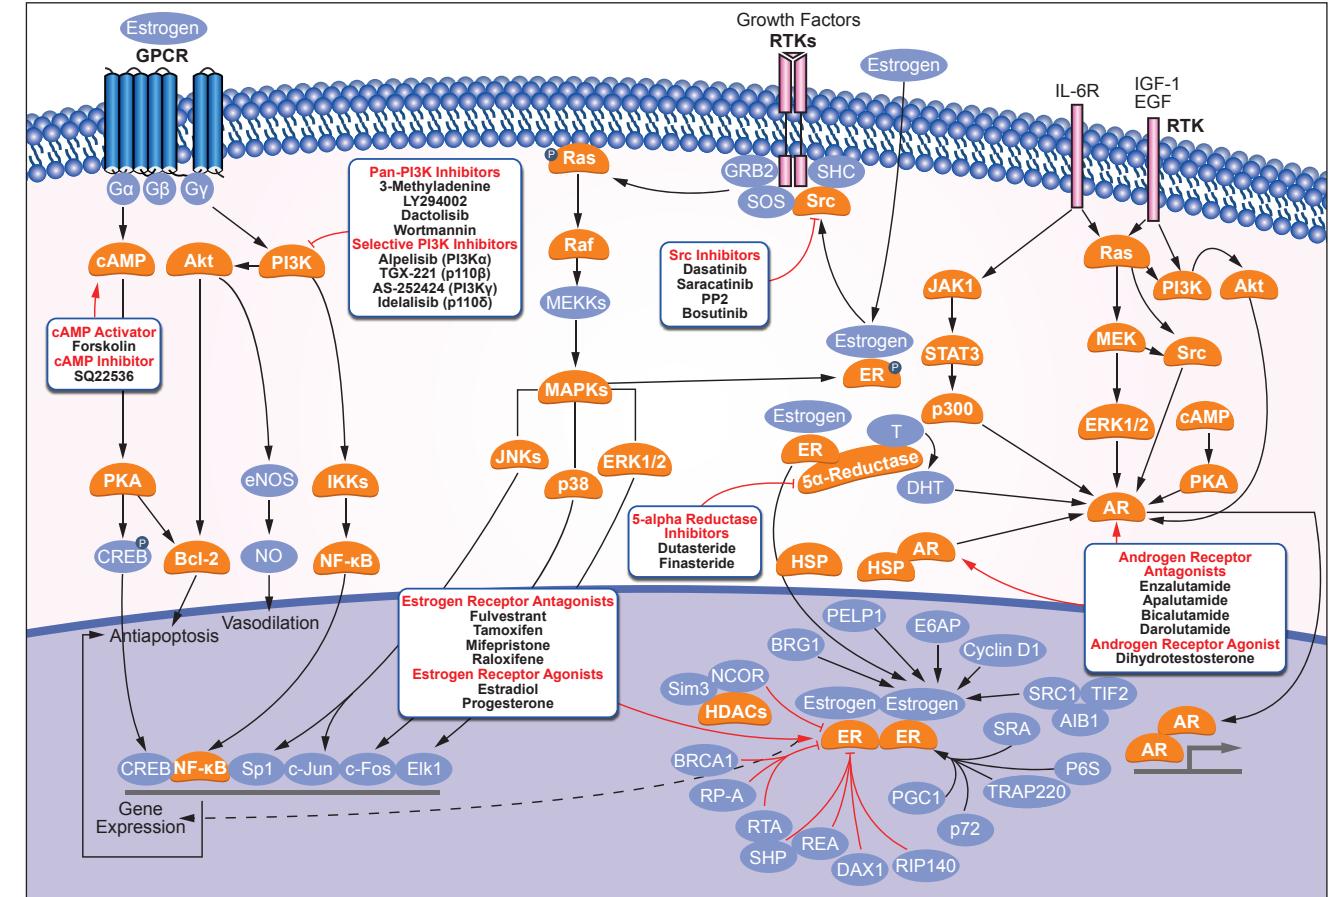 Estrogen
GPCR
Gα
Gβ
Gγ
cAMP
Akt
PI3K
cAMP Activator
Forskolin
cAMP Inhibitor
SQ22536
PKA
eNOS
IKKs
CREB
P
Bcl-2
NO
NF-κB
Antiapoptosis
Vasodilation
Pan-PI3K Inhibitors
3-Methyladenine
LY294002
Dactolisib
Wortmannin
Selective PI3K Inhibitors
Alpelisib (PI3Kα)
TGX-221 (p110β)
AS-252424 (PI3Kγ)
Idelalisib (p110δ)
P
Ras
Raf
MEKKs
MAPKs
JNKs
p38
ERK1/2
Growth Factors
RTKs
GRB2
SHC
SOS
Src
Src Inhibitors
Dasatinib
Saracatinib
PP2
Bosutinib
Estrogen
Estrogen
ER
P
Estrogen
ER
T
5α-Reductase
DHT
5-alpha Reductase
Inhibitors
Dutasteride
Finasteride
IL-6R
IGF-1
EGF
RTK
JAK1
STAT3
p300
Ras
PI3K
Akt
MEK
Src
ERK1/2
cAMP
PKA
AR
HSP
HSP
AR
Androgen Receptor
Antagonists
Enzalutamide
Apalutamide
Bicalutamide
Darolutamide
Androgen Receptor Agonist
Dihydrotestosterone
Estrogen Receptor Antagonists
Fulvestrant
Tamoxifen
Mifepristone
Raloxifene
Estrogen Receptor Agonists
Estradiol
Progesterone
CREB
NF-κB
Sp1
c-Jun
c-Fos
Elk1
Gene
Expression
PELP1
BRG1
E6AP
Cyclin D1
Sim3
NCOR
HDACs
Estrogen
Estrogen
ER
ER
SRC1
TIF2
AIB1
SRA
P6S
TRAP220
PGC1
p72
BRCA1
RP-A
RTA
SHP
REA
DAX1
RIP140
AR
AR